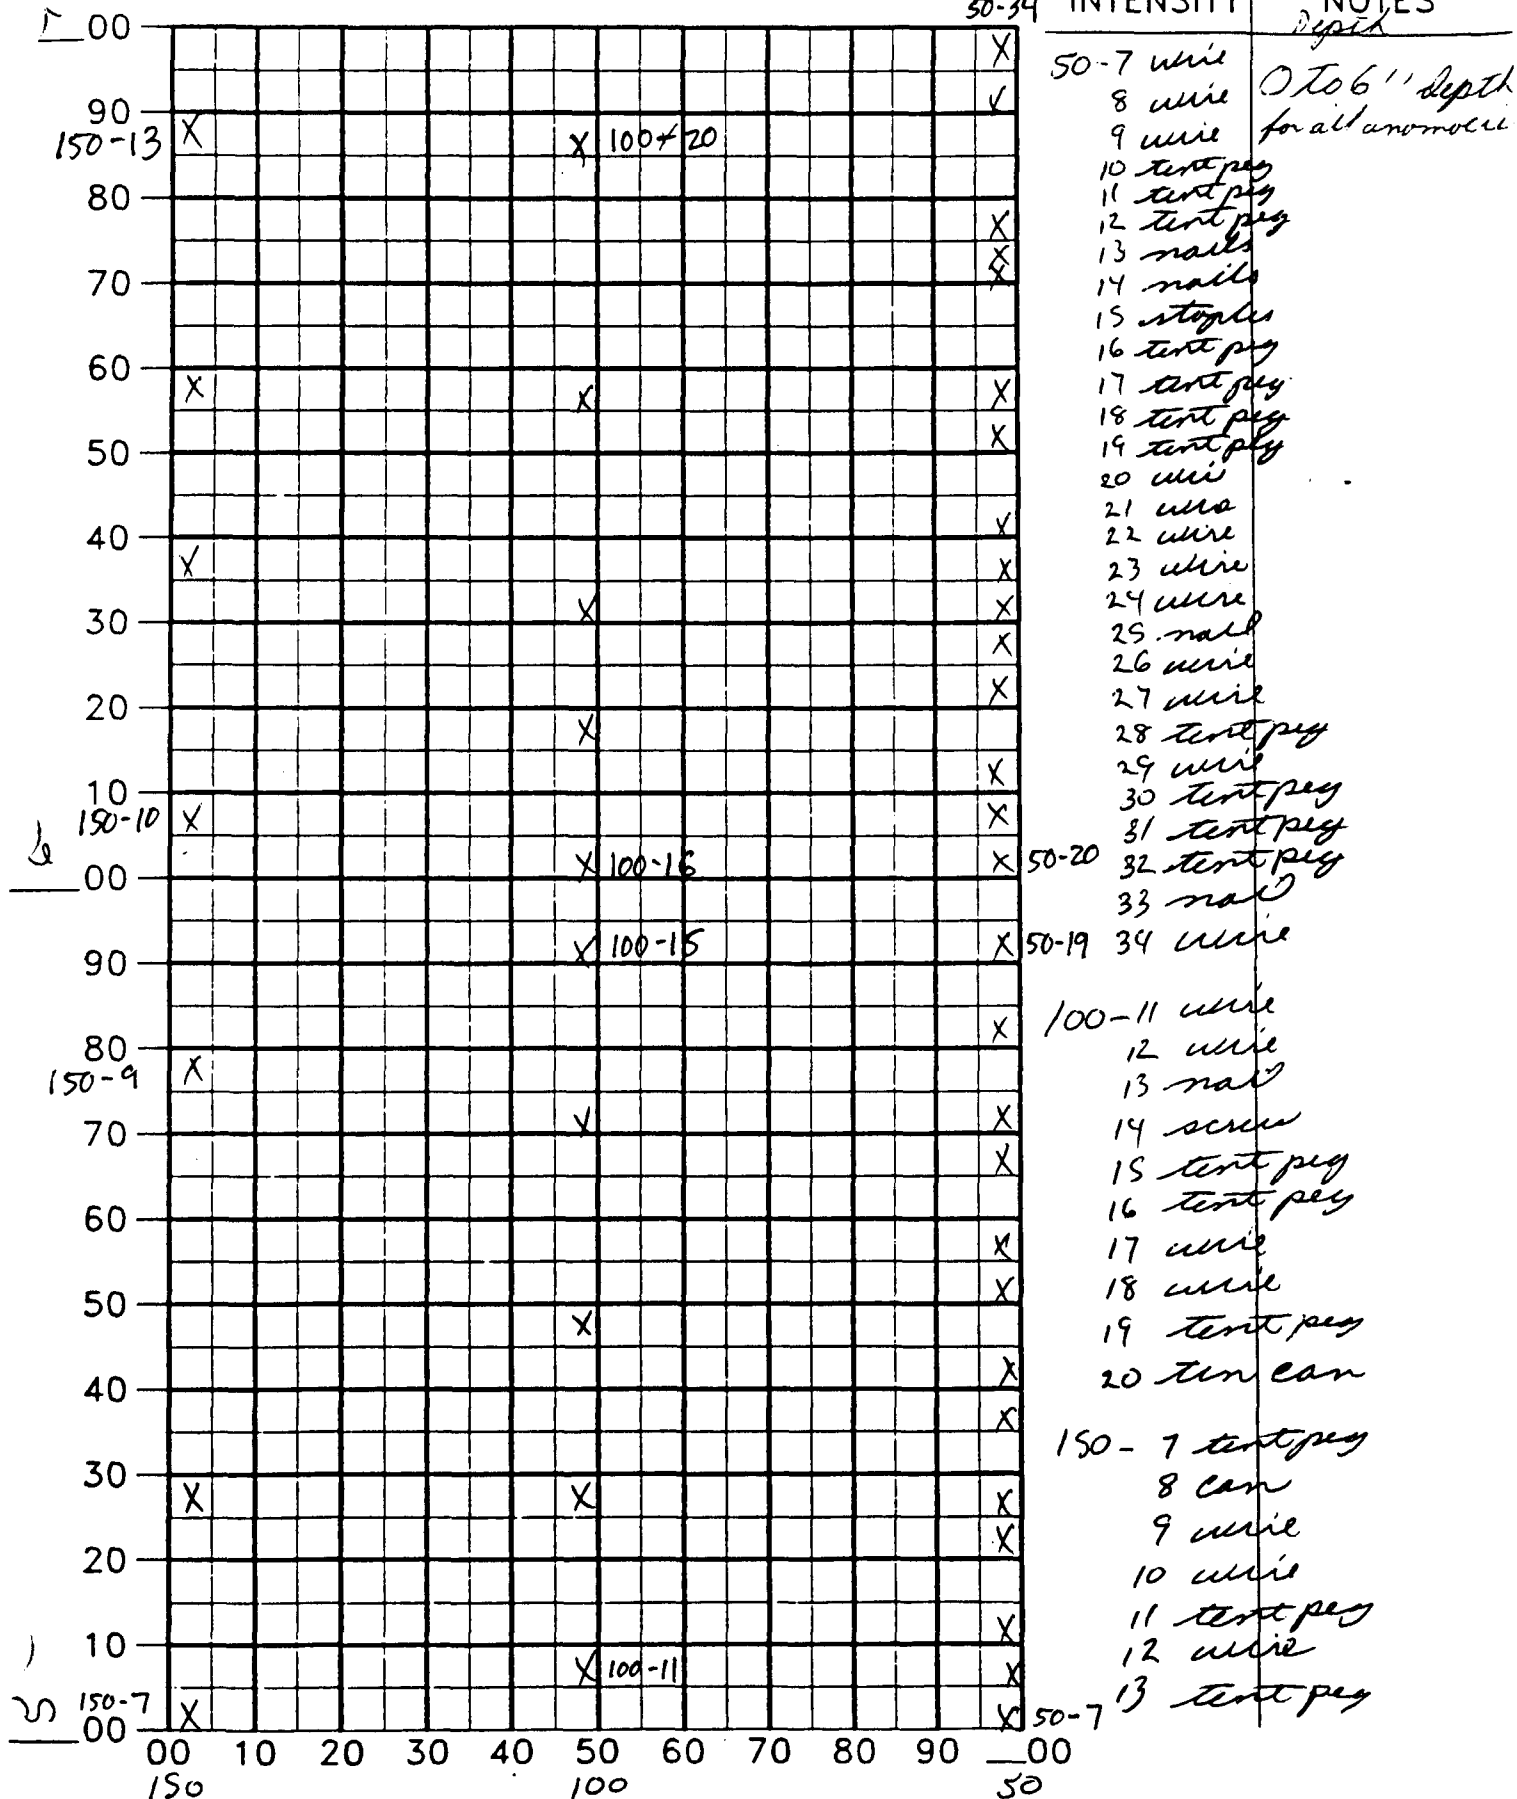 50-34 INTENSITY NOTES
Depth
00
50-7 wire
8 wire 0 to 6'' depth
90
9 wire for all
150-13 X X 100+20
10 tent peg
11 tent peg
80
12 tent peg
13 nails
70
14 nails
15 staples
16 tent peg
60
17 tent peg
18 tent peg
19 tent peg
50
20 wire
21 wire
22 wire
40
23 wire
24 wire
30
25 nail
26 wire
27 wire
20
28 tent peg
29 wire
10
30 tent peg
150-10
31 tent peg
100-16 50-20 32 tent peg
00
33 nail
100-15 50-19 34 wire
90
100-11 wire
80
12 wire
150-9
13 nail
70
14 screw
15 tent peg
16 tent peg
60
17 wire
18 wire
50
19 tent peg
20 tin can
40
150-7 tent peg
30
8 can
9 wire
20
10 wire
11 tent peg
10
12 wire
100-11
150-7
13 tent peg
00 50-7
00 10 20 30 40 50 60 70 80 90 00
150 100 50